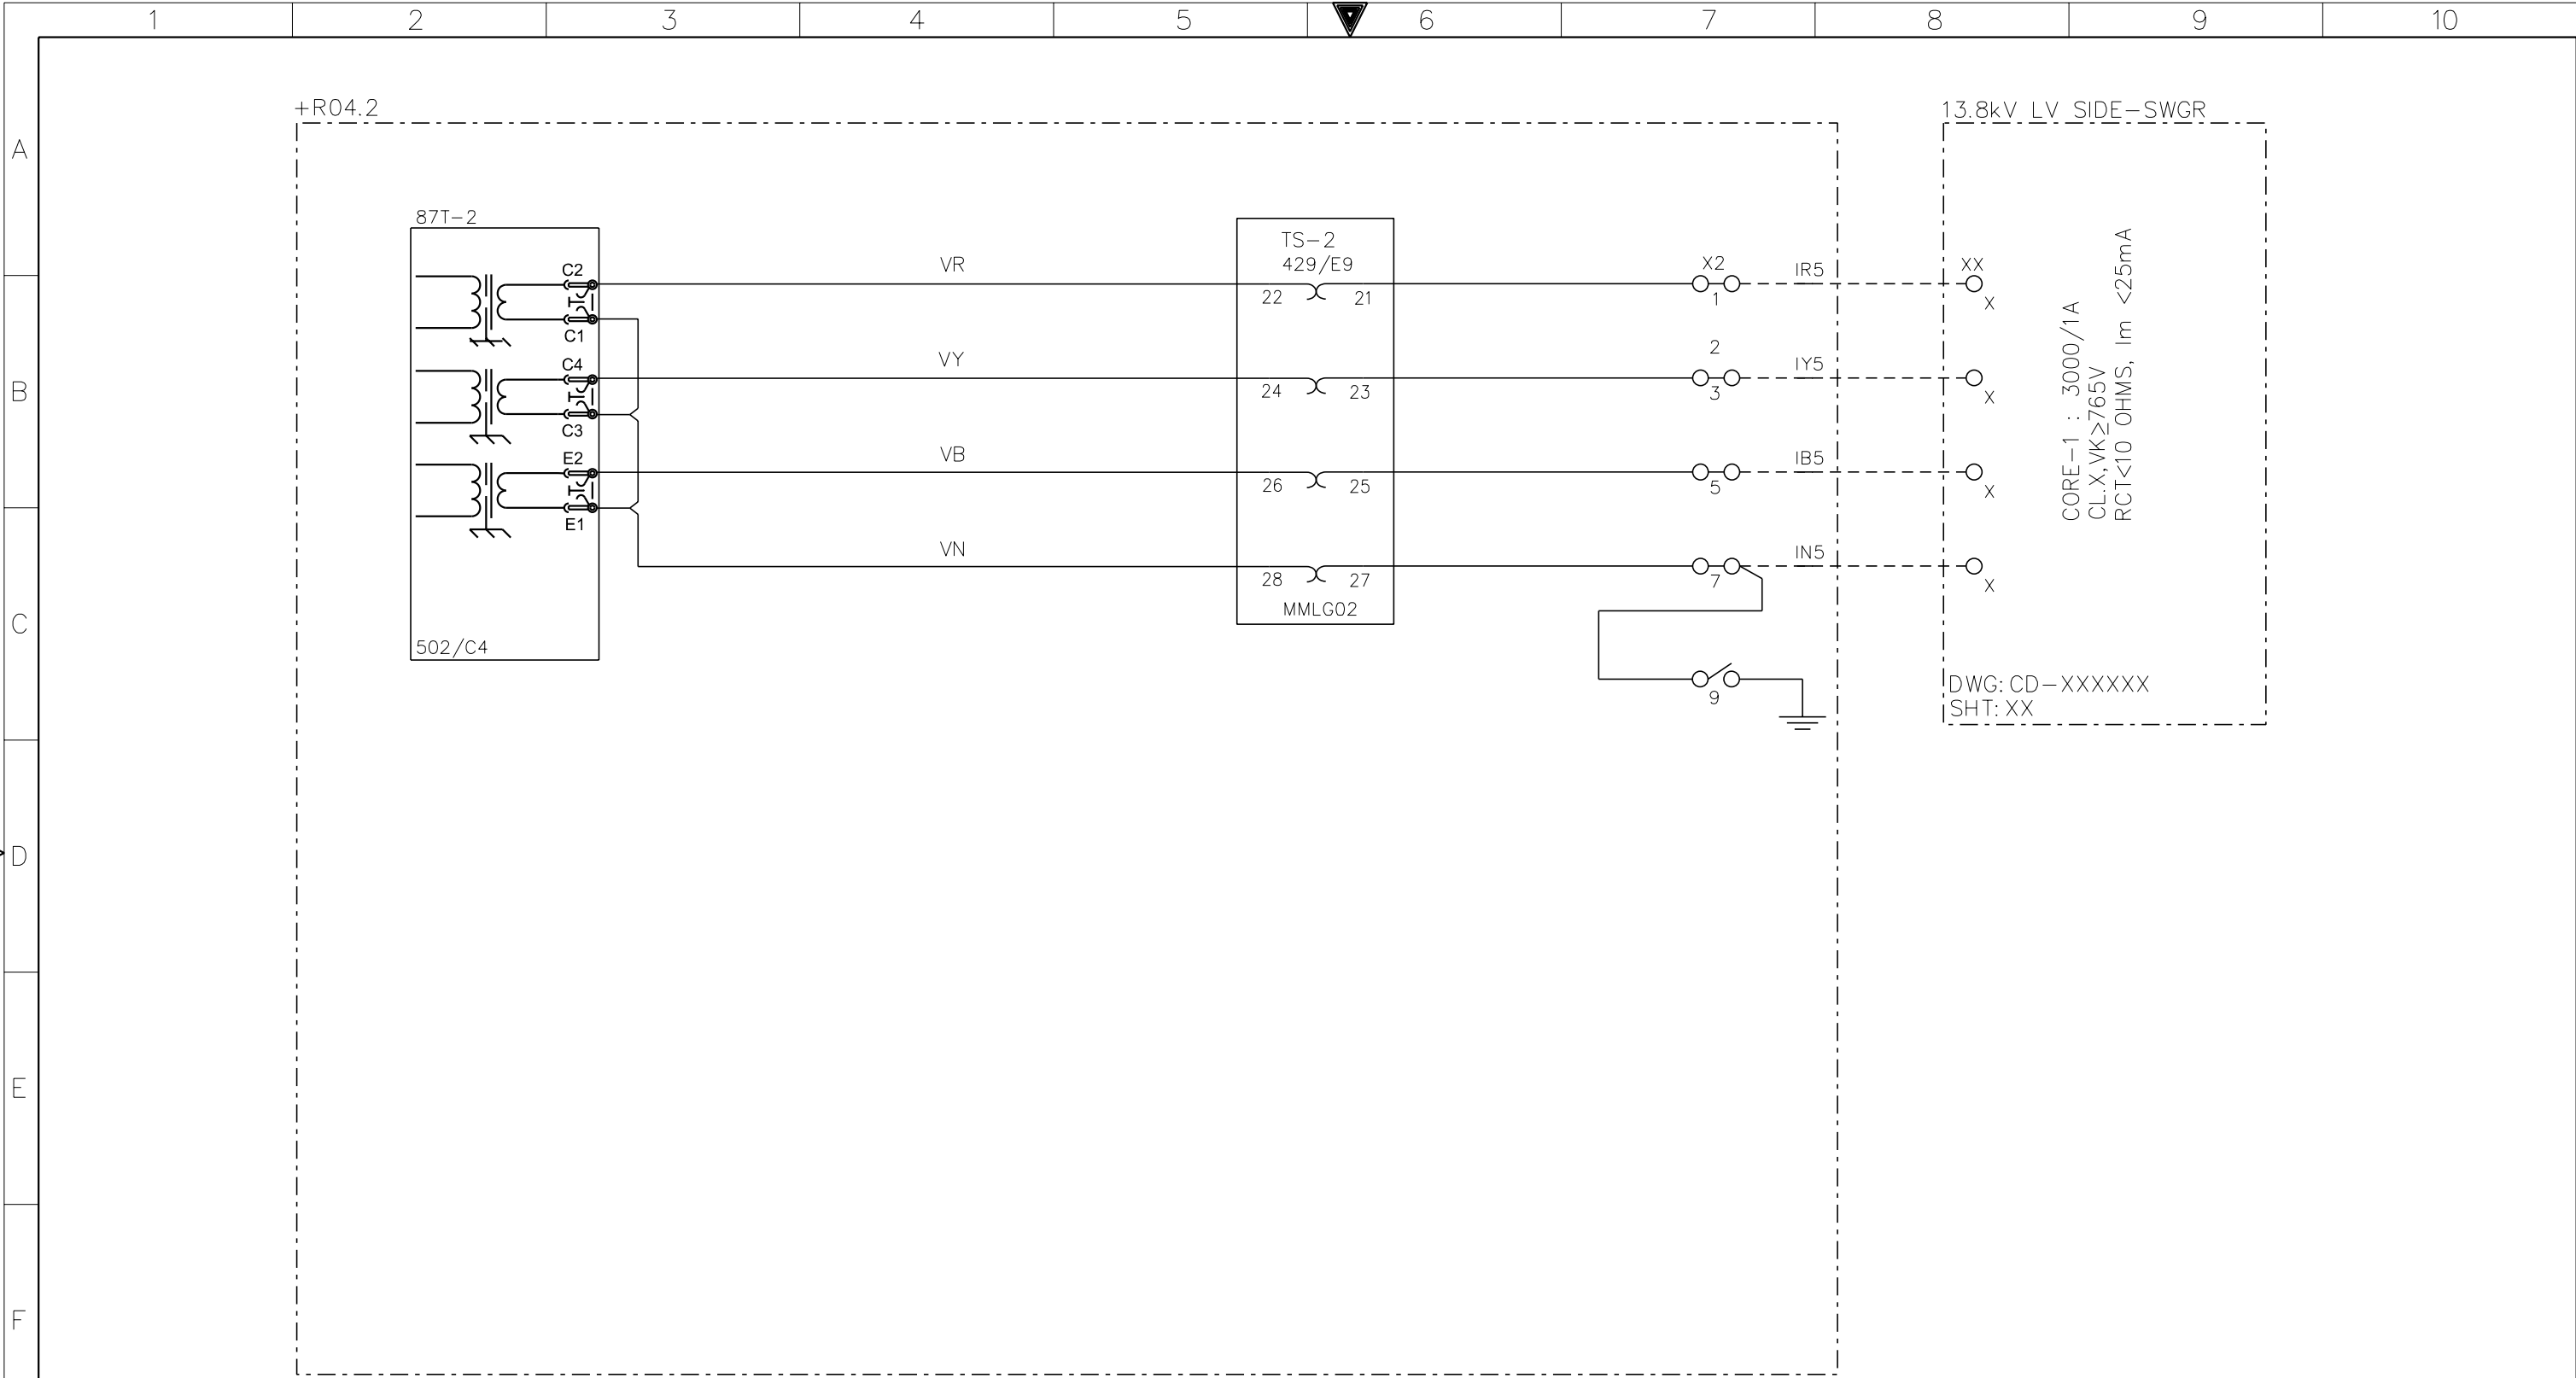 1 2 3 4 5 6 7 8 9 10
A
B
C
D
E
F
+R04.2
87T-2
C2
C1
C4
C3
E2
E1
502/C4
VR
VY
VB
VN
TS-2
429/E9
22 21
24 23
26 25
28 27
MMLG02
X2
1
2
3
5
7
9
IR5
IY5
IB5
IN5
13.8kV LV SIDE-SWGR
XX
X
X
X
X
CORE-1 : 3000/1A
CL.X,VK≥765V
RCT<10 OHMS, Im <25mA
DWG: CD-XXXXXX
SHT: XX